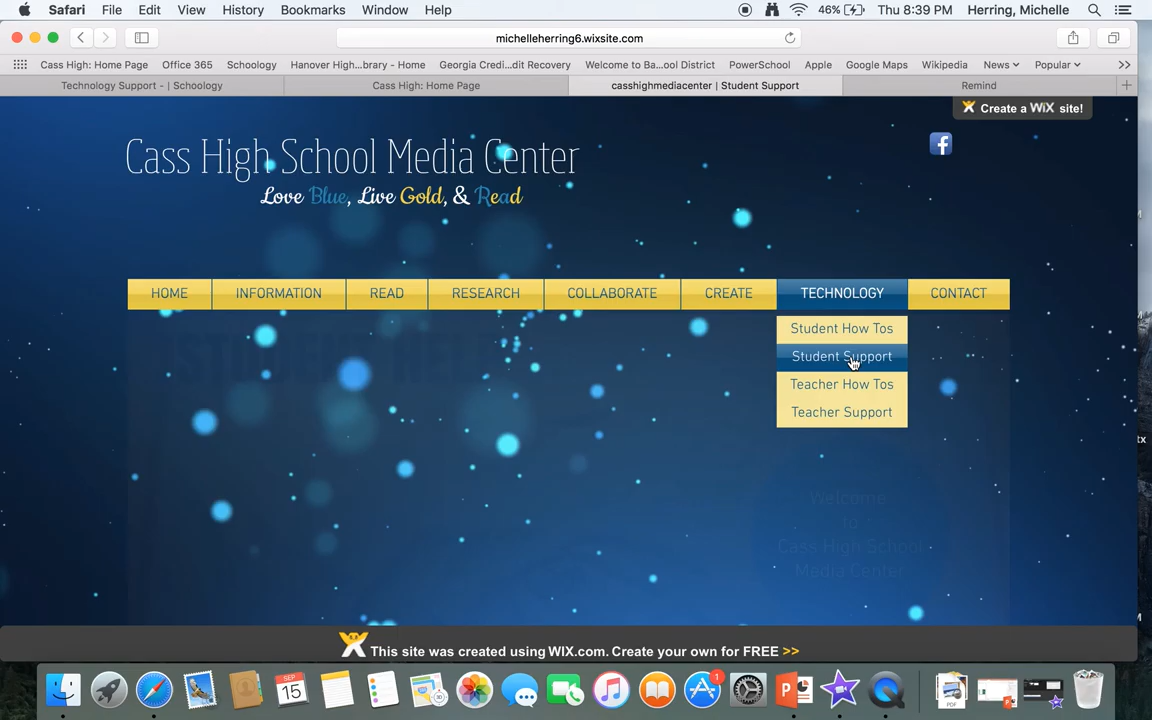 Safari File Edit View History Bookmarks Window Help 46% Thu 8:39 PM Herring, Michelle
michelleherring6.wixsite.com
Cass High: Home Page Office 365 Schoology Hanover High...brary - Home Georgia Credi...dit Recovery Welcome to Ba...ool District PowerSchool Apple Google Maps Wikipedia News Popular >>
Technology Support - | Schoology Cass High: Home Page casshighmediacenter | Student Support Remind +
Create a WiX site!
f
Cass High School Media Center
Love Blue, Live Gold, & Read
HOME INFORMATION READ RESEARCH COLLABORATE CREATE TECHNOLOGY CONTACT
Student How Tos
Student Support
Teacher How Tos
Teacher Support
Welcome
to
Cass High School
Media Center
This site was created using WIX.com. Create your own for FREE >>
SEP
15
1
PDF